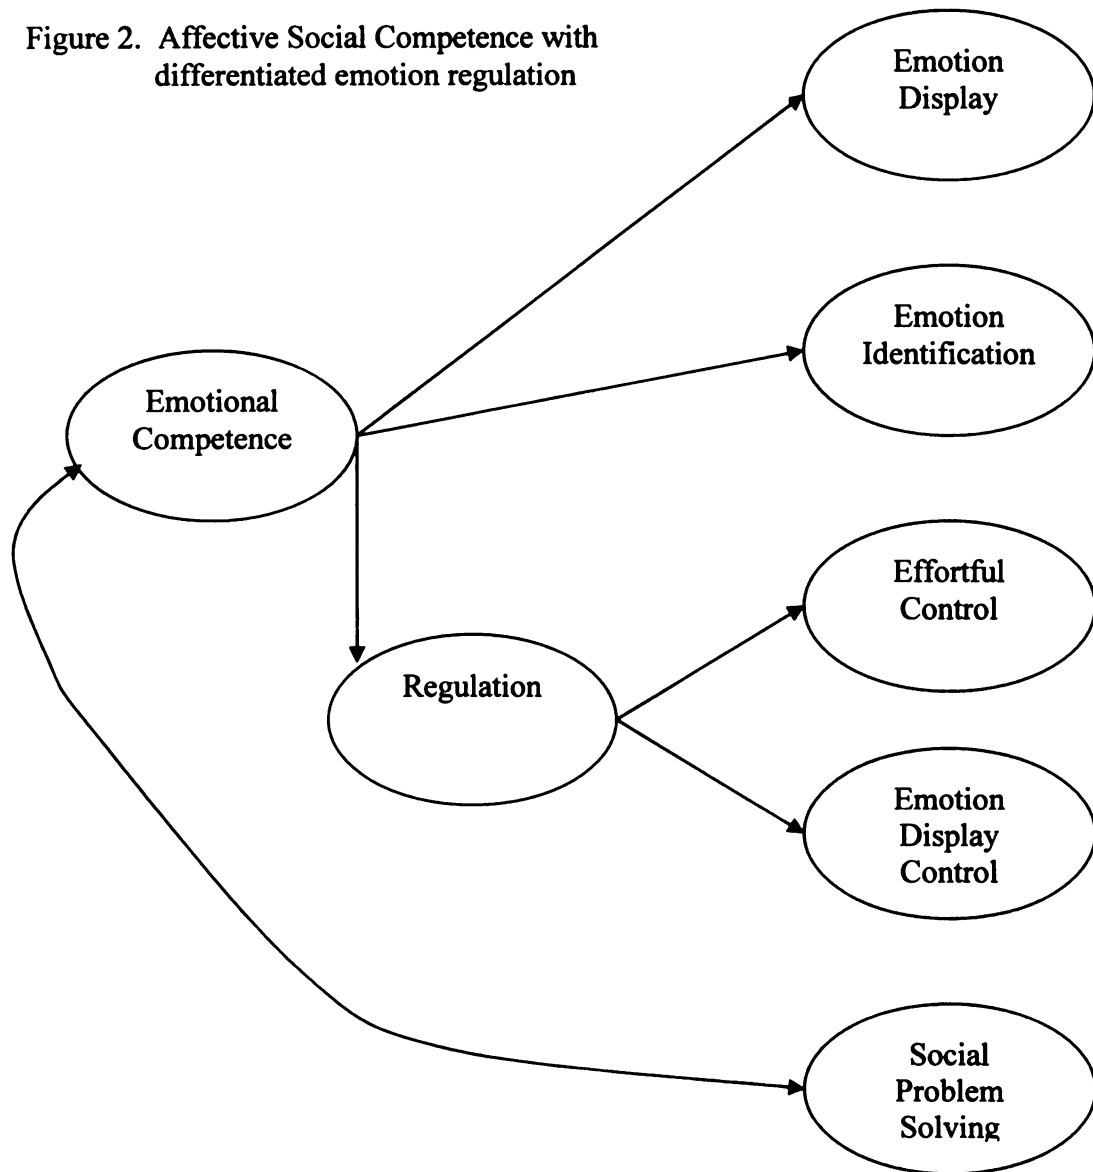 Figure 2. Affective Social Competence with
differentiated emotion regulation
Emotion
Display
Emotion
Identification
Emotional
Competence
Effortful
Control
Regulation
Emotion
Display
Control
Social
Problem
Solving